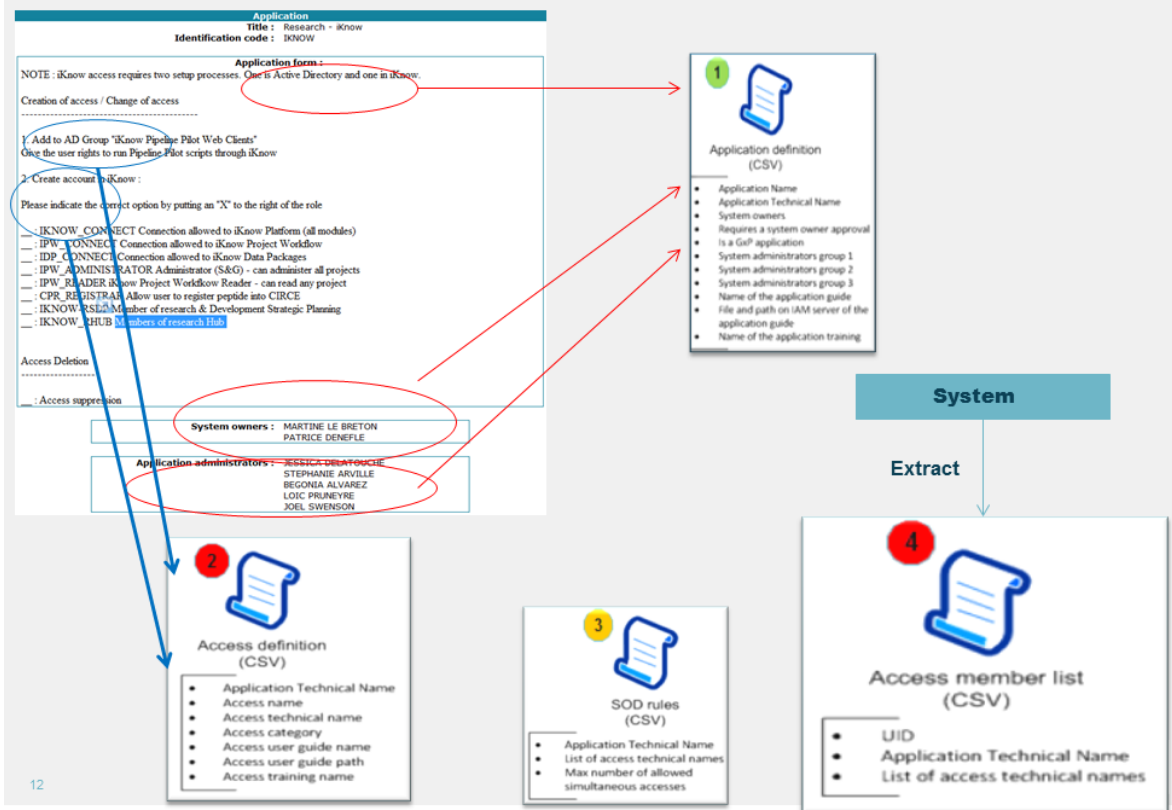 Application
Title : Research - iKnow
Identification code : IKNOW
Application form :
NOTE : iKnow access requires two setup processes. One is Active Directory and one in iKnow.
Creation of access / Change of access
----------------------------------------
1. Add to AD Group "iKnow Pipeline Pilot Web Clients"
Give the user rights to run Pipeline Pilot scripts through iKnow
2. Create account in iKnow :
Please indicate the correct option by putting an "X" to the right of the role
__ : IKNOW_CONNECT Connection allowed to iKnow Platform (all modules)
__ : IPW_CONNECT Connection allowed to iKnow Project Workflow
__ : IDP_CONNECT Connection allowed to iKnow Data Packages
__ : IPW_ADMINISTRATOR Administrator (S&G) - can administer all projects
__ : IPW_READER iKnow Project Workfkow Reader - can read any project
__ : CPR_REGISTRAR Allow user to register peptide into CIRCE
__ : Member of research & Development Strategic Planning
__ : IKNOW_RHUB Members of research Hub
Access Deletion
------------------
__ : Access suppression
System owners : MARTINE LE BRETON
PATRICE DENEFLE
Application administrators : JESSICA DELATOUCHE
STEPHANIE ARVILLE
BEGONIA ALVAREZ
LOIC PRUNEYRE
JOEL SWENSON
1
Application definition
(CSV)
• Application Name
• Application Technical Name
• System owners
• Requires a system owner approval
• Is a GxP application
• System administrators group 1
• System administrators group 2
• System administrators group 3
• Name of the application guide
• File and path on IAM server of the
application guide
• Name of the application training
System
Extract
2
Access definition
(CSV)
• Application Technical Name
• Access name
• Access technical name
• Access category
• Access user guide name
• Access user guide path
• Access training name
3
SOD rules
(CSV)
• Application Technical Name
• List of access technical names
• Max number of allowed
simultaneous accesses
4
Access member list
(CSV)
• UID
• Application Technical Name
• List of access technical names
12